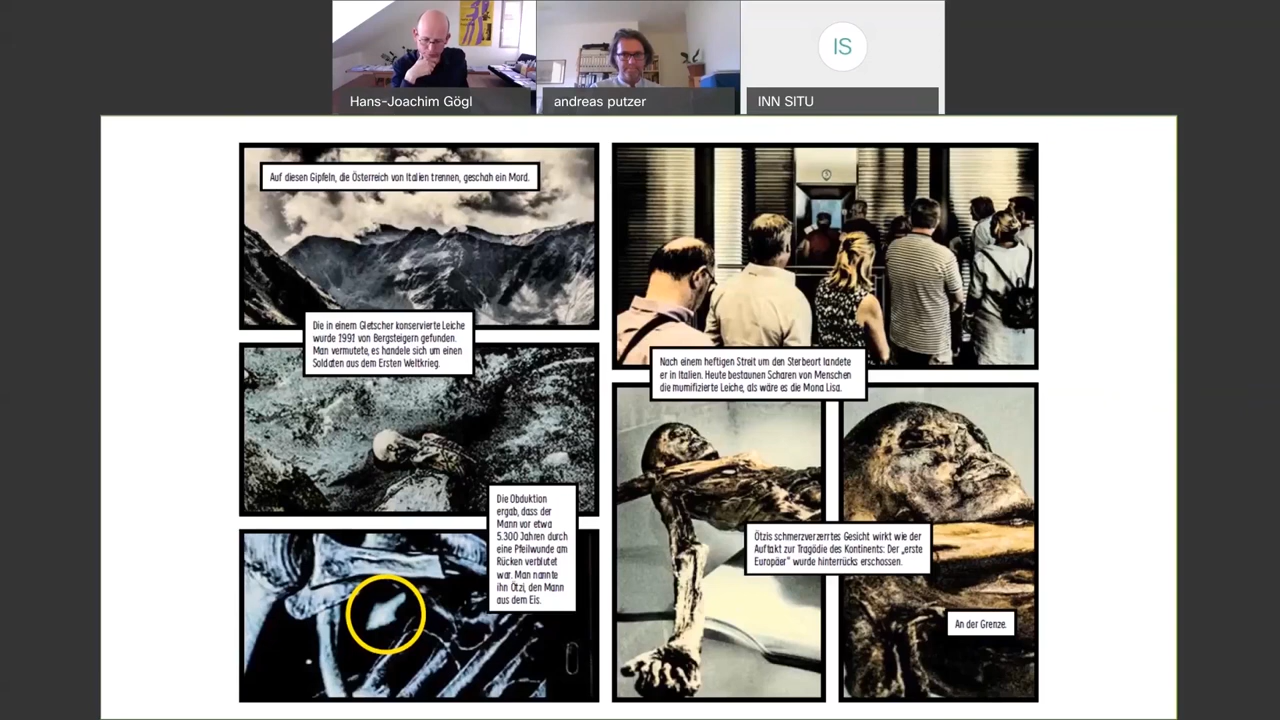 Hans-Joachim Gögl
andreas putzer
INN SITU
IS
Auf diesen Gipfeln, die Österreich von Italien trennen, geschah ein Mord.
Die in einem Gletscher konservierte Leiche
wurde 1991 von Bergsteigern gefunden.
Man vermutete, es handele sich um einen
Soldaten aus dem Ersten Weltkrieg.
Die Obduktion
ergab, dass der
Mann vor etwa
5.300 Jahren durch
eine Pfeilwunde am
Rücken verblutet
war. Man nannte
ihn Ötzi, den Mann
aus dem Eis.
Nach einem heftigen Streit um den Sterbeort landete
er in Italien. Heute bestaunen Scharen von Menschen
die mumifizierte Leiche, als wäre es die Mona Lisa.
Ötzis schmerzverzerrtes Gesicht wirkt wie der
Auftakt zur Tragödie des Kontinents: Der „erste
Europäer“ wurde hinterrücks erschossen.
An der Grenze.